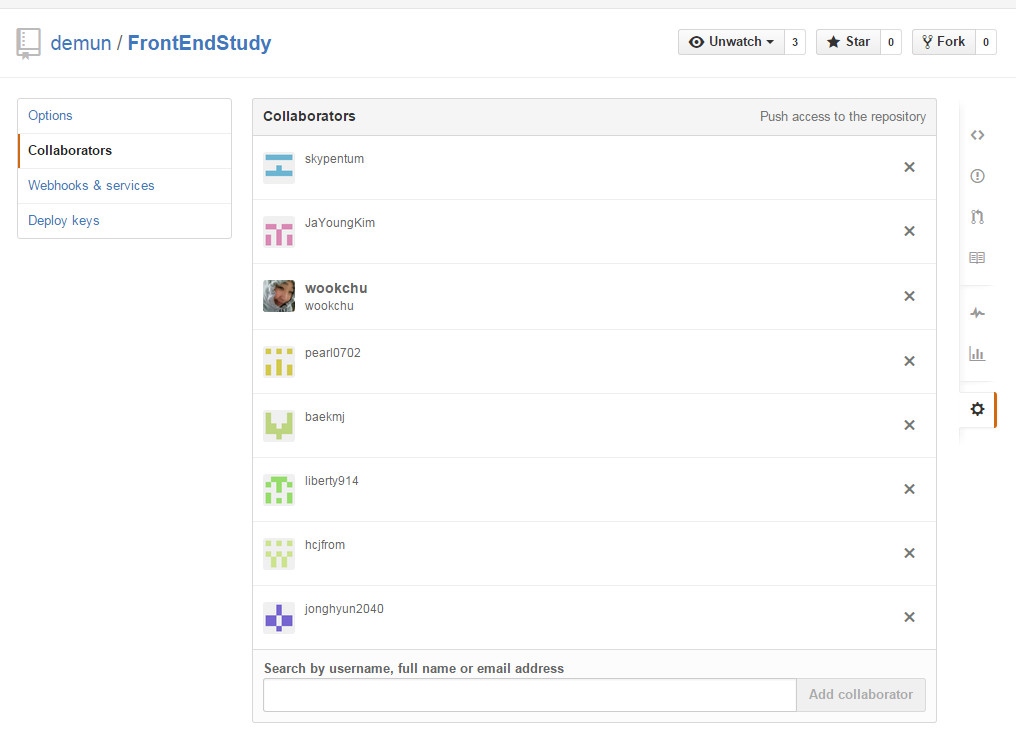 demun / FrontEndStudy
Unwatch 3
Star 0
Fork 0
Options
Collaborators
Webhooks & services
Deploy keys
Collaborators Push access to the repository
skypentum
JaYoungKim
wookchu
wookchu
pearl0702
baekmj
liberty914
hcjfrom
jonghyun2040
Search by username, full name or email address
Add collaborator